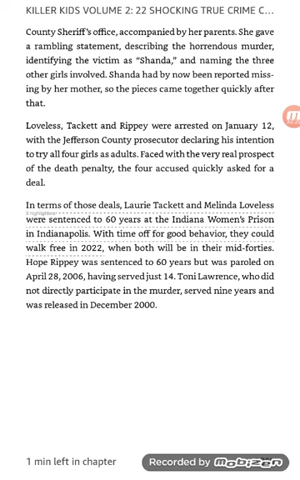 KILLER KIDS VOLUME 2: 22 SHOCKING TRUE CRIME C...
County Sheriff's office, accompanied by her parents. She gave
a rambling statement, describing the horrendous murder,
identifying the victim as “Shanda,” and naming the three
other girls involved. Shanda had by now been reported miss-
ing by her mother, so the pieces came together quickly after
that.
Loveless, Tackett and Rippey were arrested on January 12,
with the Jefferson County prosecutor declaring his intention
to try all four girls as adults. Faced with the very real prospect
of the death penalty, the four accused quickly asked for a
deal.
In terms of those deals, Laurie Tackett and Melinda Loveless
were sentenced to 60 years at the Indiana Women's Prison
in Indianapolis. With time off for good behavior, they could
walk free in 2022, when both will be in their mid-forties.
Hope Rippey was sentenced to 60 years but was paroled on
April 28, 2006, having served just 14. Toni Lawrence, who did
not directly participate in the murder, served nine years and
was released in December 2000.
1 min left in chapter
Recorded by Mobizen